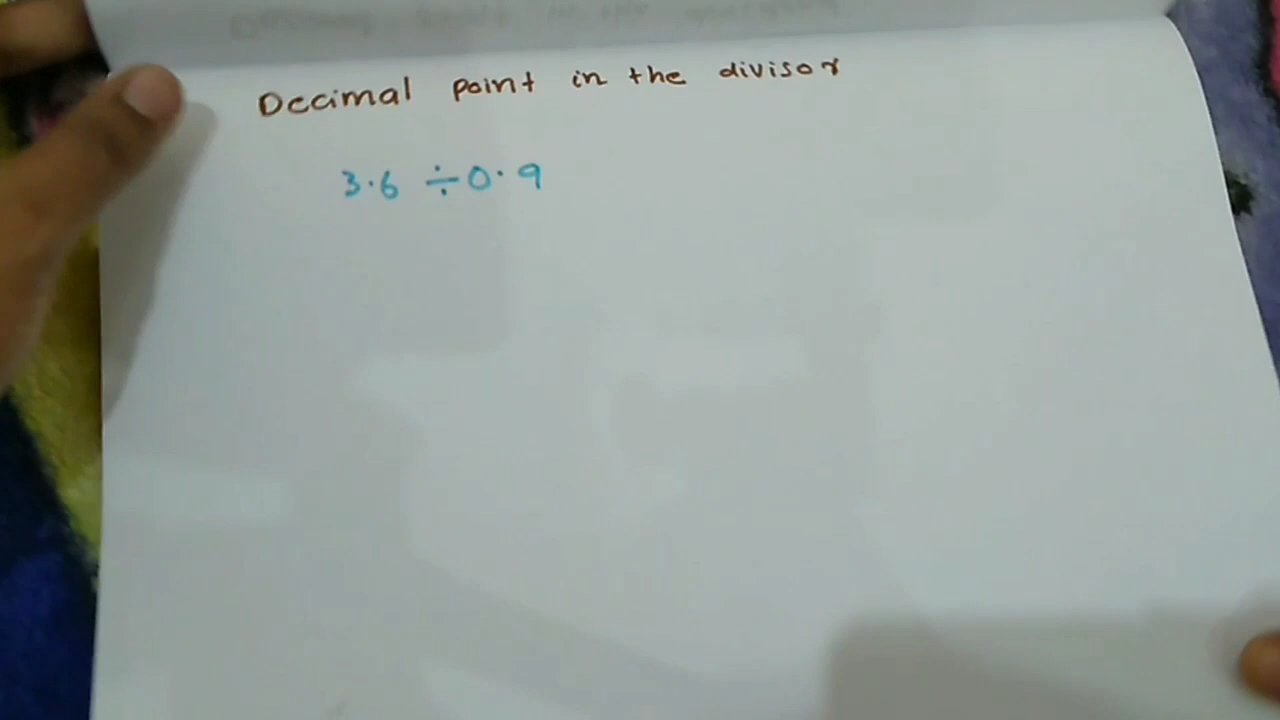 Decimal point in the divisor
3.6 ÷ 0.9